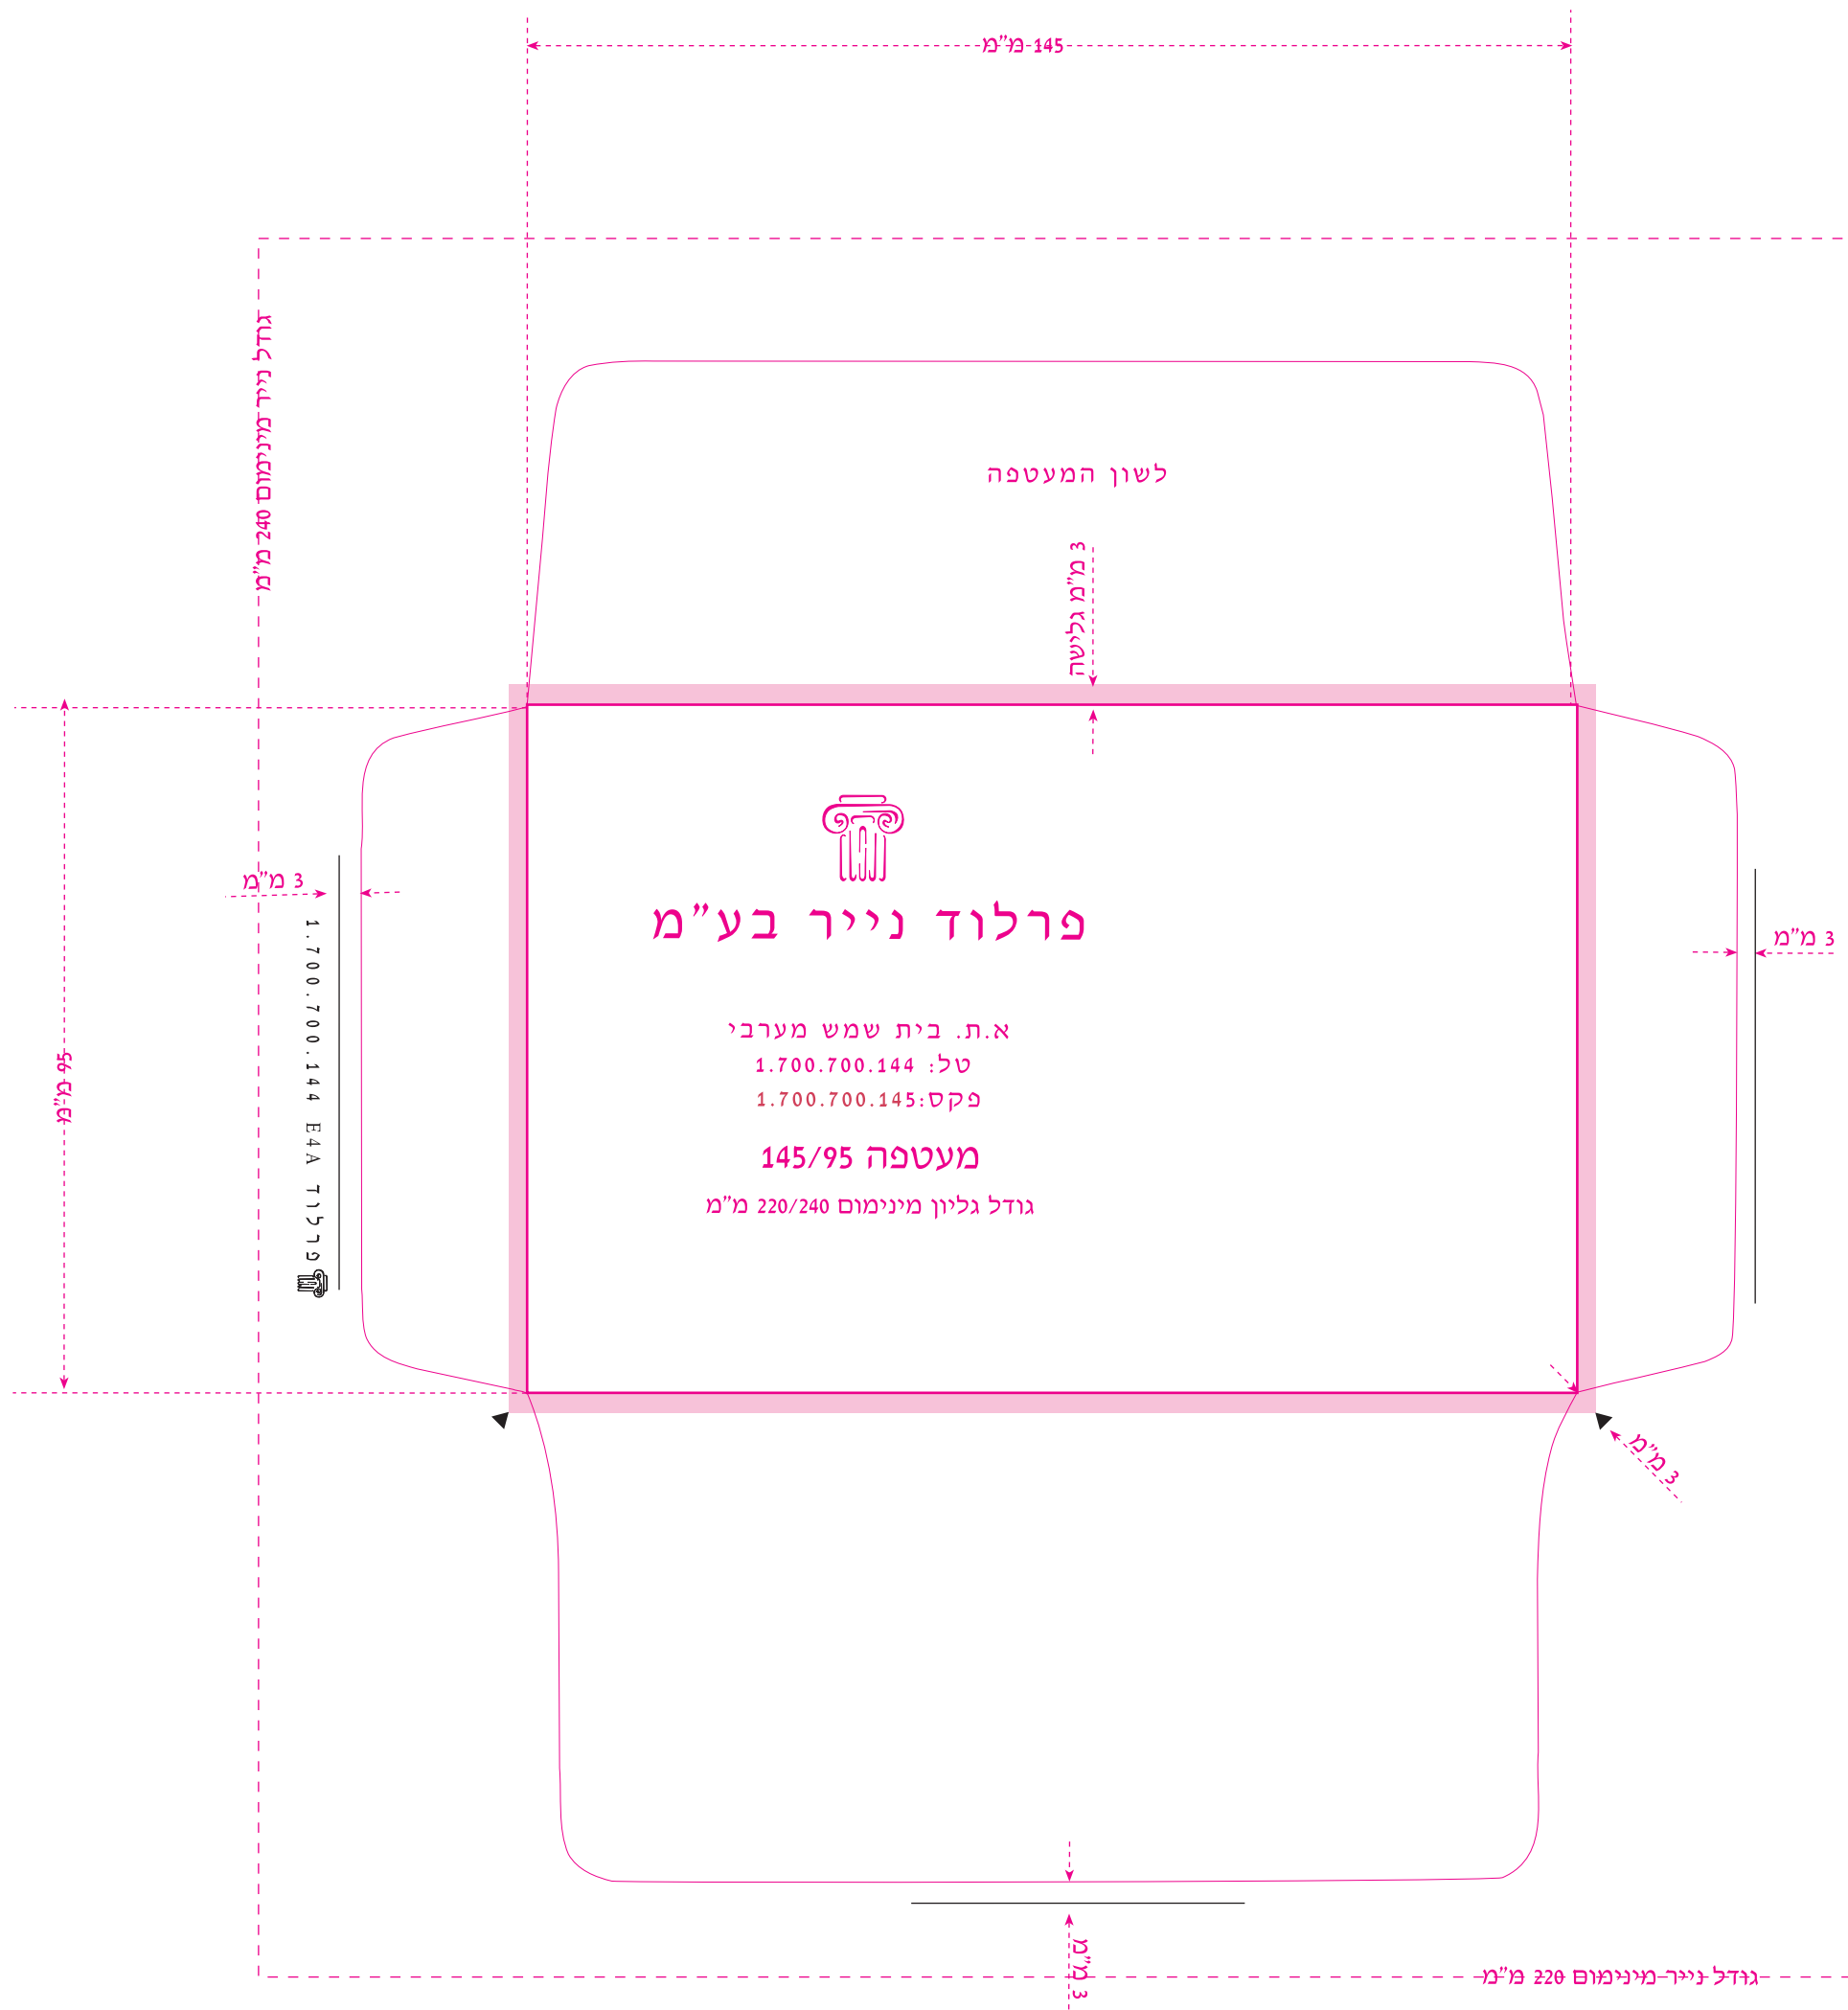 145 מ"מ
גודל נייר מינימום 240 מ"מ
לשון המעטפה
3 מ"מ גלישה
3 מ"מ
3 מ"מ
95 מ"מ
פרלוד נייר בע"מ
א.ת. בית שמש מערבי
טל: 1.700.700.144
פקס:1.700.700.145
מעטפה 145/95
גודל גליון מינימום 220/240 מ"מ
פרלוד E4A 1.700.700.144
3 מ"מ
3 מ"מ
גודל נייר מינימום 220 מ"מ